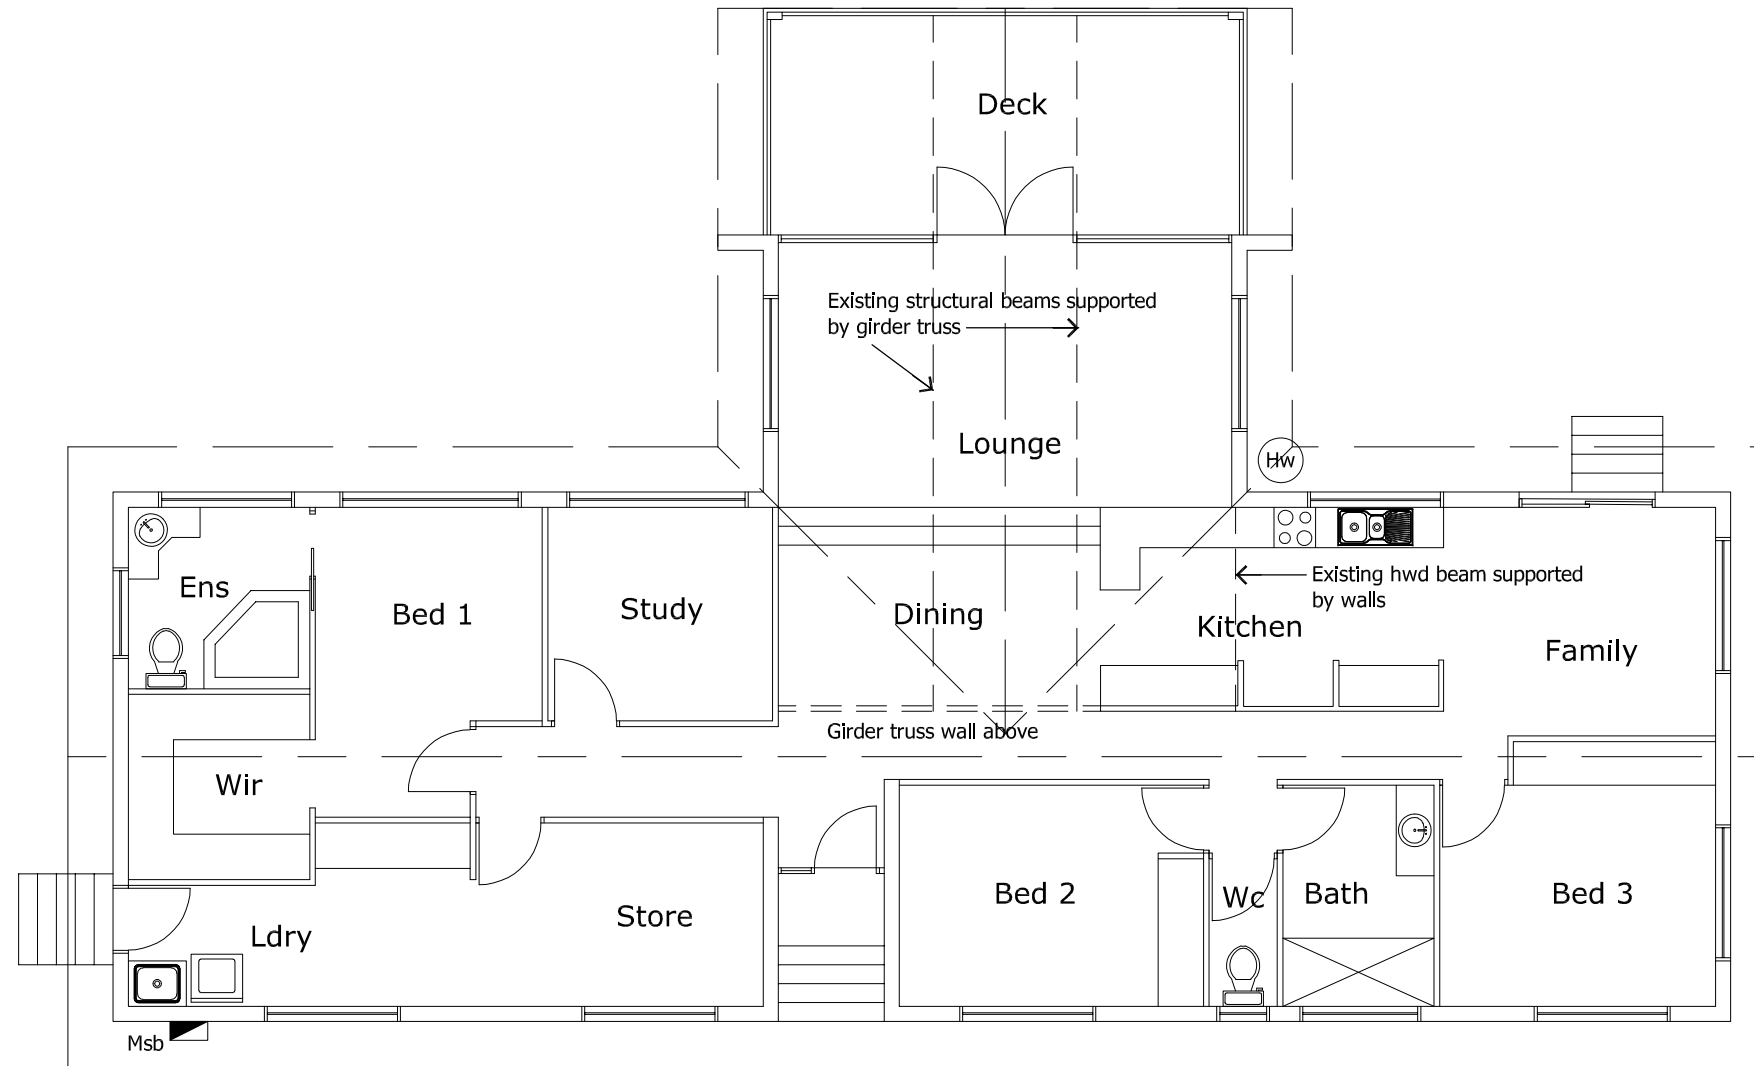 Deck
Existing structural beams supported
by girder truss
Lounge
Hw
Ens
Bed 1
Study
Dining
Kitchen
Existing hwd beam supported
by walls
Family
Girder truss wall above
Wir
Ldry
Store
Bed 2
Wc
Bath
Bed 3
Msb